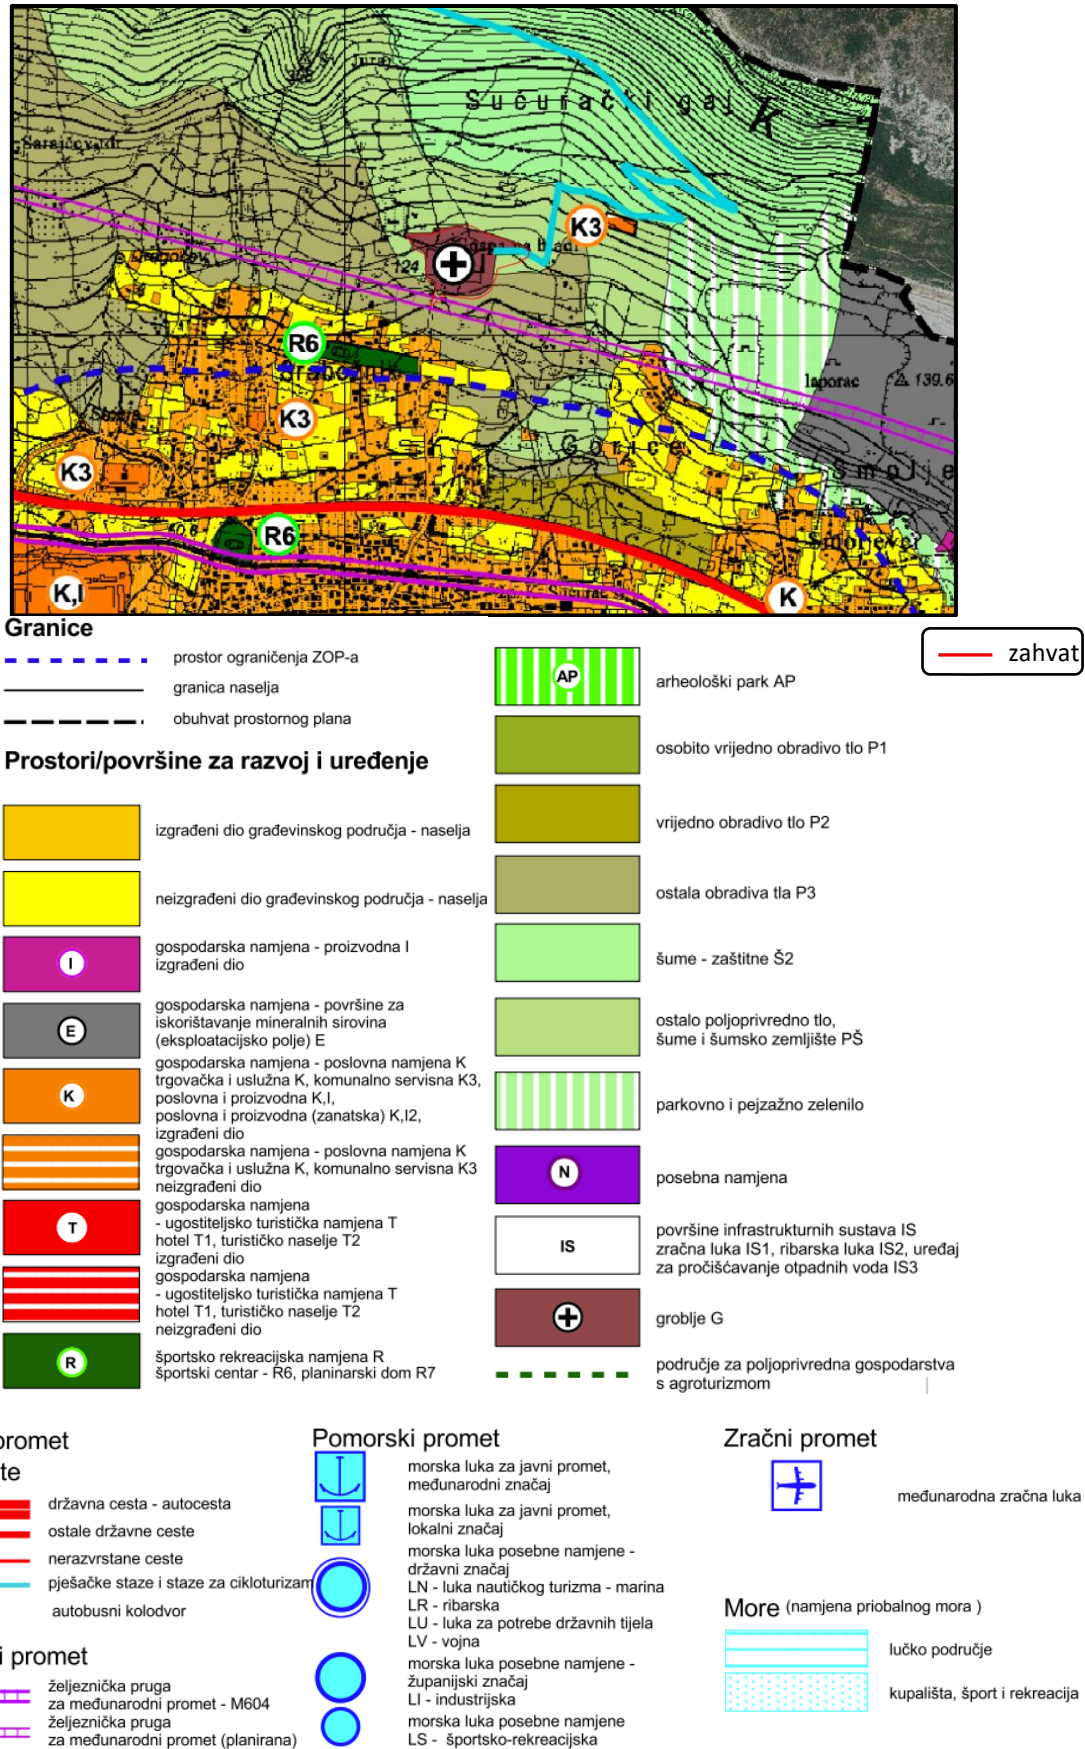 Jure
398
Sućurački gaj
K
Šarajčev
K3
Gospa na Hladi
124
Dragočev
R6
K3
laporac
139.6
Gorice
K3
R6
K,I
Sućurac
K
Granice
prostor ograničenja ZOP-a
granica naselja
obuhvat prostornog plana
zahvat
Prostori/površine za razvoj i uređenje
izgrađeni dio građevinskog područja - naselja
neizgrađeni dio građevinskog područja - naselja
I
gospodarska namjena - proizvodna I
izgrađeni dio
E
gospodarska namjena - površine za
iskorištavanje mineralnih sirovina
(eksploatacijsko polje) E
K
gospodarska namjena - poslovna namjena K
trgovačka i uslužna K, komunalno servisna K3,
poslovna i proizvodna K,I,
poslovna i proizvodna (zanatska) K,I2,
izgrađeni dio
gospodarska namjena - poslovna namjena K
trgovačka i uslužna K, komunalno servisna K3
neizgrađeni dio
T
gospodarska namjena
- ugostiteljsko turistička namjena T
hotel T1, turističko naselje T2
izgrađeni dio
gospodarska namjena
- ugostiteljsko turistička namjena T
hotel T1, turističko naselje T2
neizgrađeni dio
R
športsko rekreacijska namjena R
športski centar - R6, planinarski dom R7
AP
arheološki park AP
osobito vrijedno obradivo tlo P1
vrijedno obradivo tlo P2
ostala obradiva tla P3
šume - zaštitne Š2
ostalo poljoprivredno tlo,
šume i šumsko zemljište PŠ
parkovno i pejzažno zelenilo
N
posebna namjena
IS
površine infrastrukturnih sustava IS
zračna luka IS1, ribarska luka IS2, uređaj
za pročišćavanje otpadnih voda IS3
groblje G
područje za poljoprivredna gospodarstva
s agroturizmom
promet
te
državna cesta - autocesta
ostale državne ceste
nerazvrstane ceste
pješačke staze i staze za cikloturizam
autobusni kolodvor
i promet
željeznička pruga
za međunarodni promet - M604
željeznička pruga
za međunarodni promet (planirana)
Pomorski promet
morska luka za javni promet,
međunarodni značaj
morska luka za javni promet,
lokalni značaj
morska luka posebne namjene -
državni značaj
LN - luka nautičkog turizma - marina
LR - ribarska
LU - luka za potrebe državnih tijela
LV - vojna
morska luka posebne namjene -
županijski značaj
LI - industrijska
morska luka posebne namjene
LS - športsko-rekreacijska
Zračni promet
međunarodna zračna luka
More (namjena priobalnog mora )
lučko područje
kupališta, šport i rekreacija